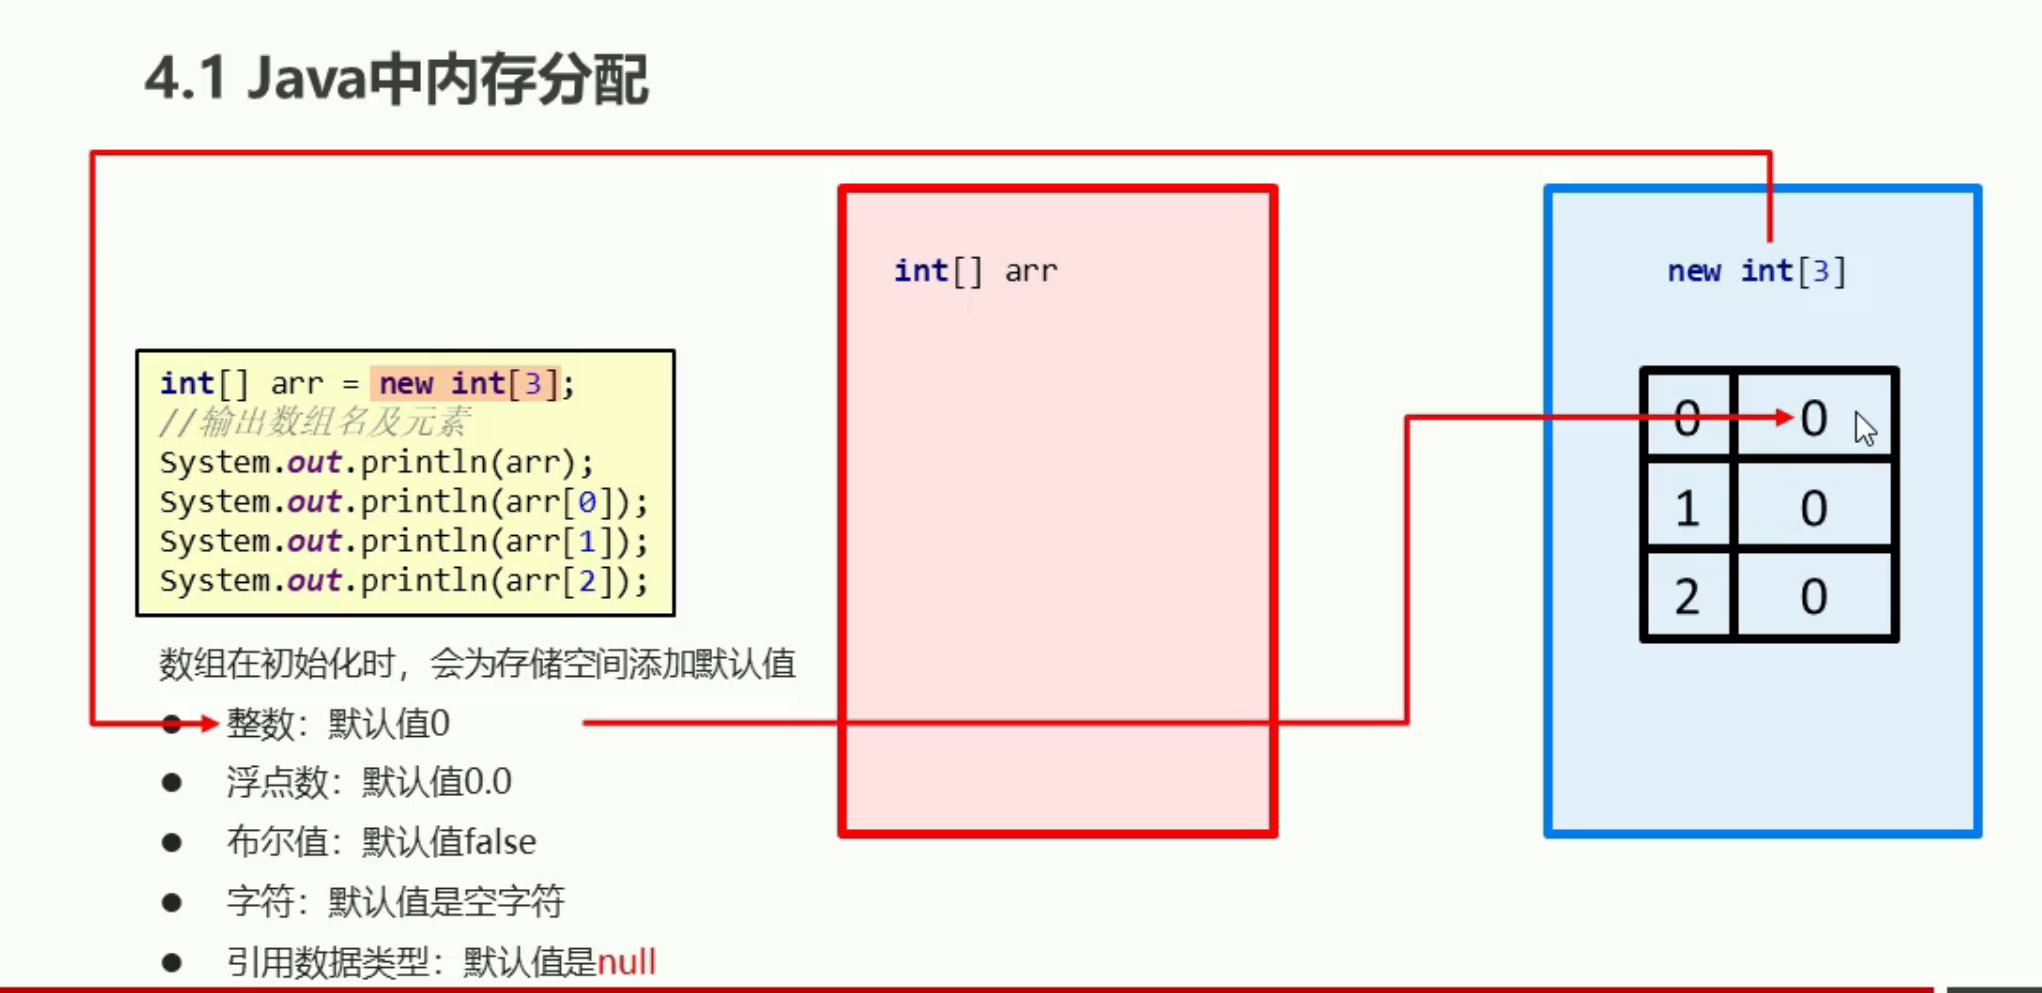 4.1 Java中内存分配
int[] arr = new int[3];
//输出数组名及元素
System.out.println(arr);
System.out.println(arr[0]);
System.out.println(arr[1]);
System.out.println(arr[2]);
数组在初始化时，会为存储空间添加默认值
● 整数：默认值0
● 浮点数：默认值0.0
● 布尔值：默认值false
● 字符：默认值是空字符
● 引用数据类型：默认值是null
int[] arr
new int[3]
0 0
1 0
2 0